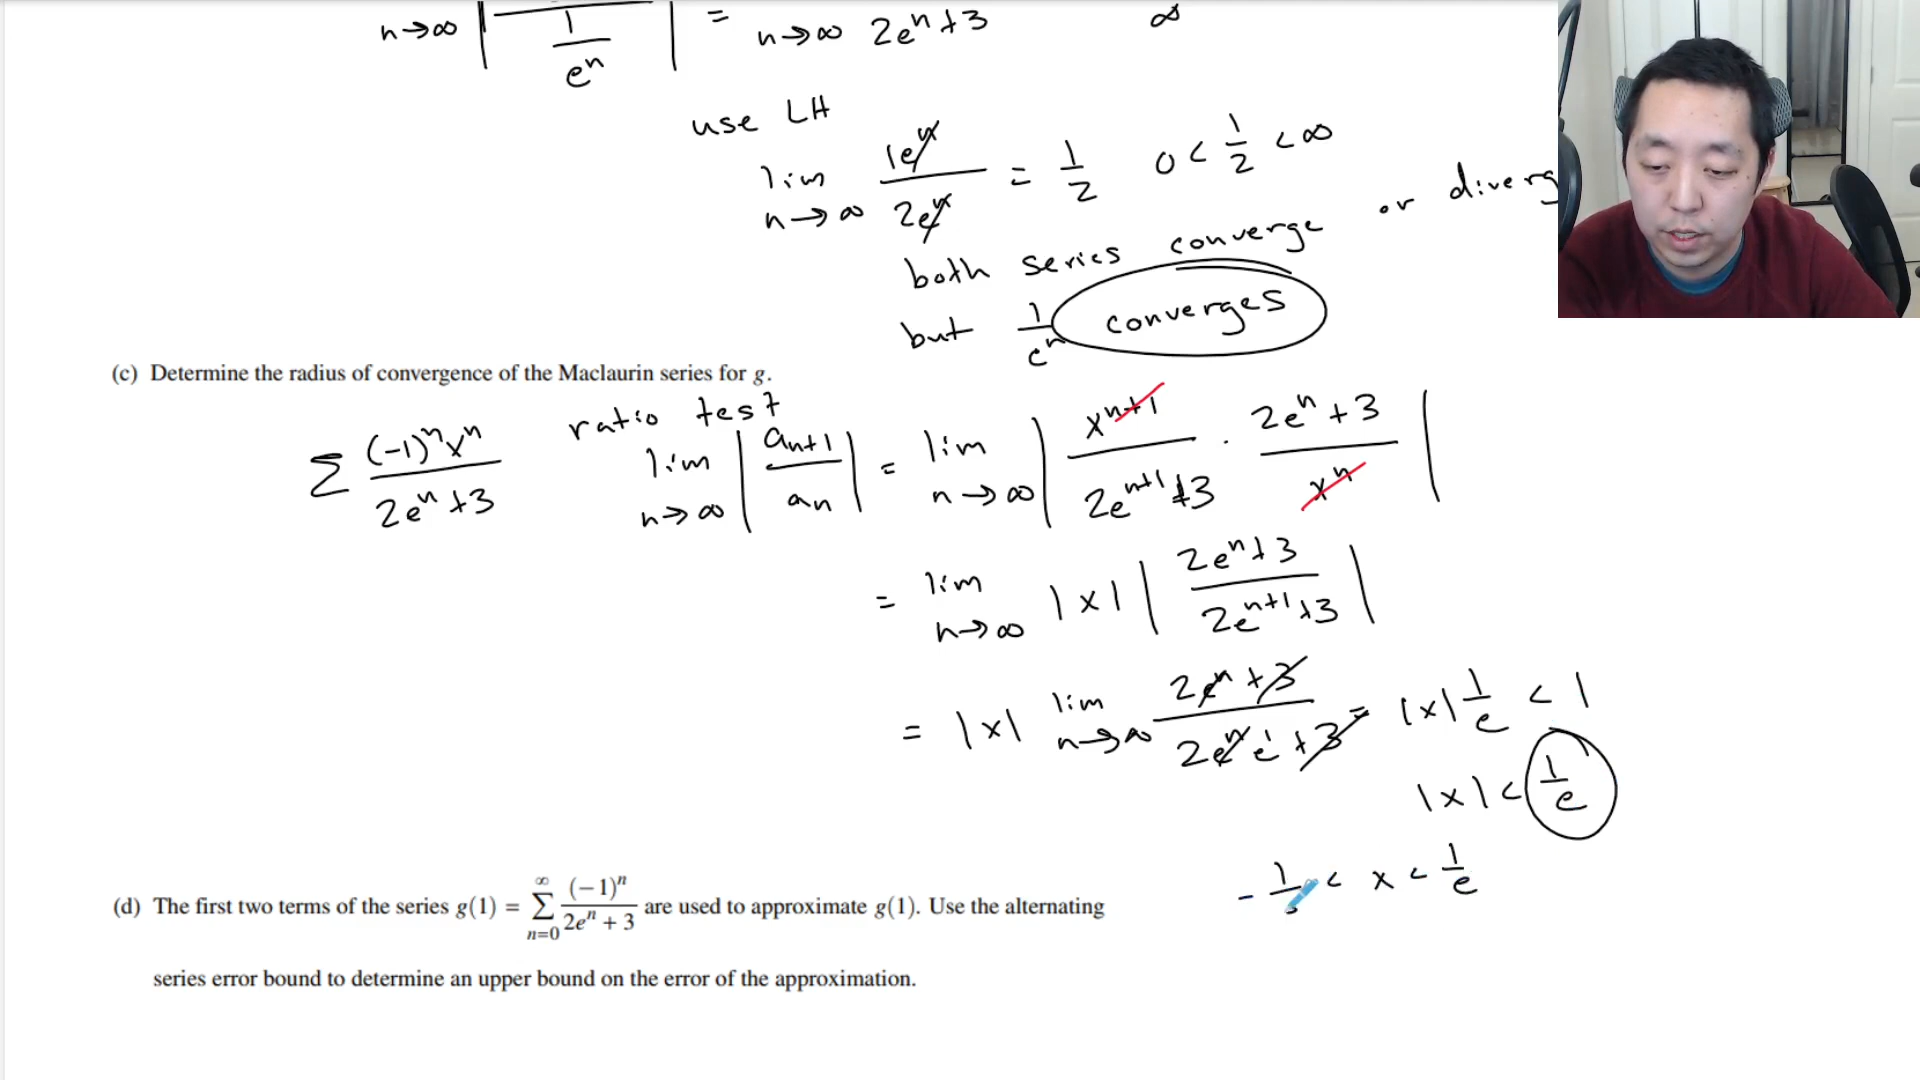 n→∞ | 1/eⁿ | = n→∞ 2eⁿ+3 ∞
use LH
lim n→∞ 1eⁿ/2eⁿ = 1/2 0 < 1/2 < ∞
both series converge or diverg
but 1/eⁿ converges
(c) Determine the radius of convergence of the Maclaurin series for g.
ratio test
Σ (-1)ⁿxⁿ/2eⁿ+3 lim n→∞ | aₙ₊₁/aₙ | = lim n→∞ | xⁿ⁺¹/2eⁿ⁺¹+3 · 2eⁿ+3/xⁿ |
= lim n→∞ |x| | 2eⁿ+3/2eⁿ⁺¹+3 |
= |x| lim n→∞ 2eⁿ+3/2eⁿe¹+3 = |x| 1/e < 1
|x| < 1/e
- 1/ < x < 1/e
(d) The first two terms of the series g(1) = ∞ Σ n=0 (−1)ⁿ/2eⁿ + 3 are used to approximate g(1). Use the alternating
series error bound to determine an upper bound on the error of the approximation.